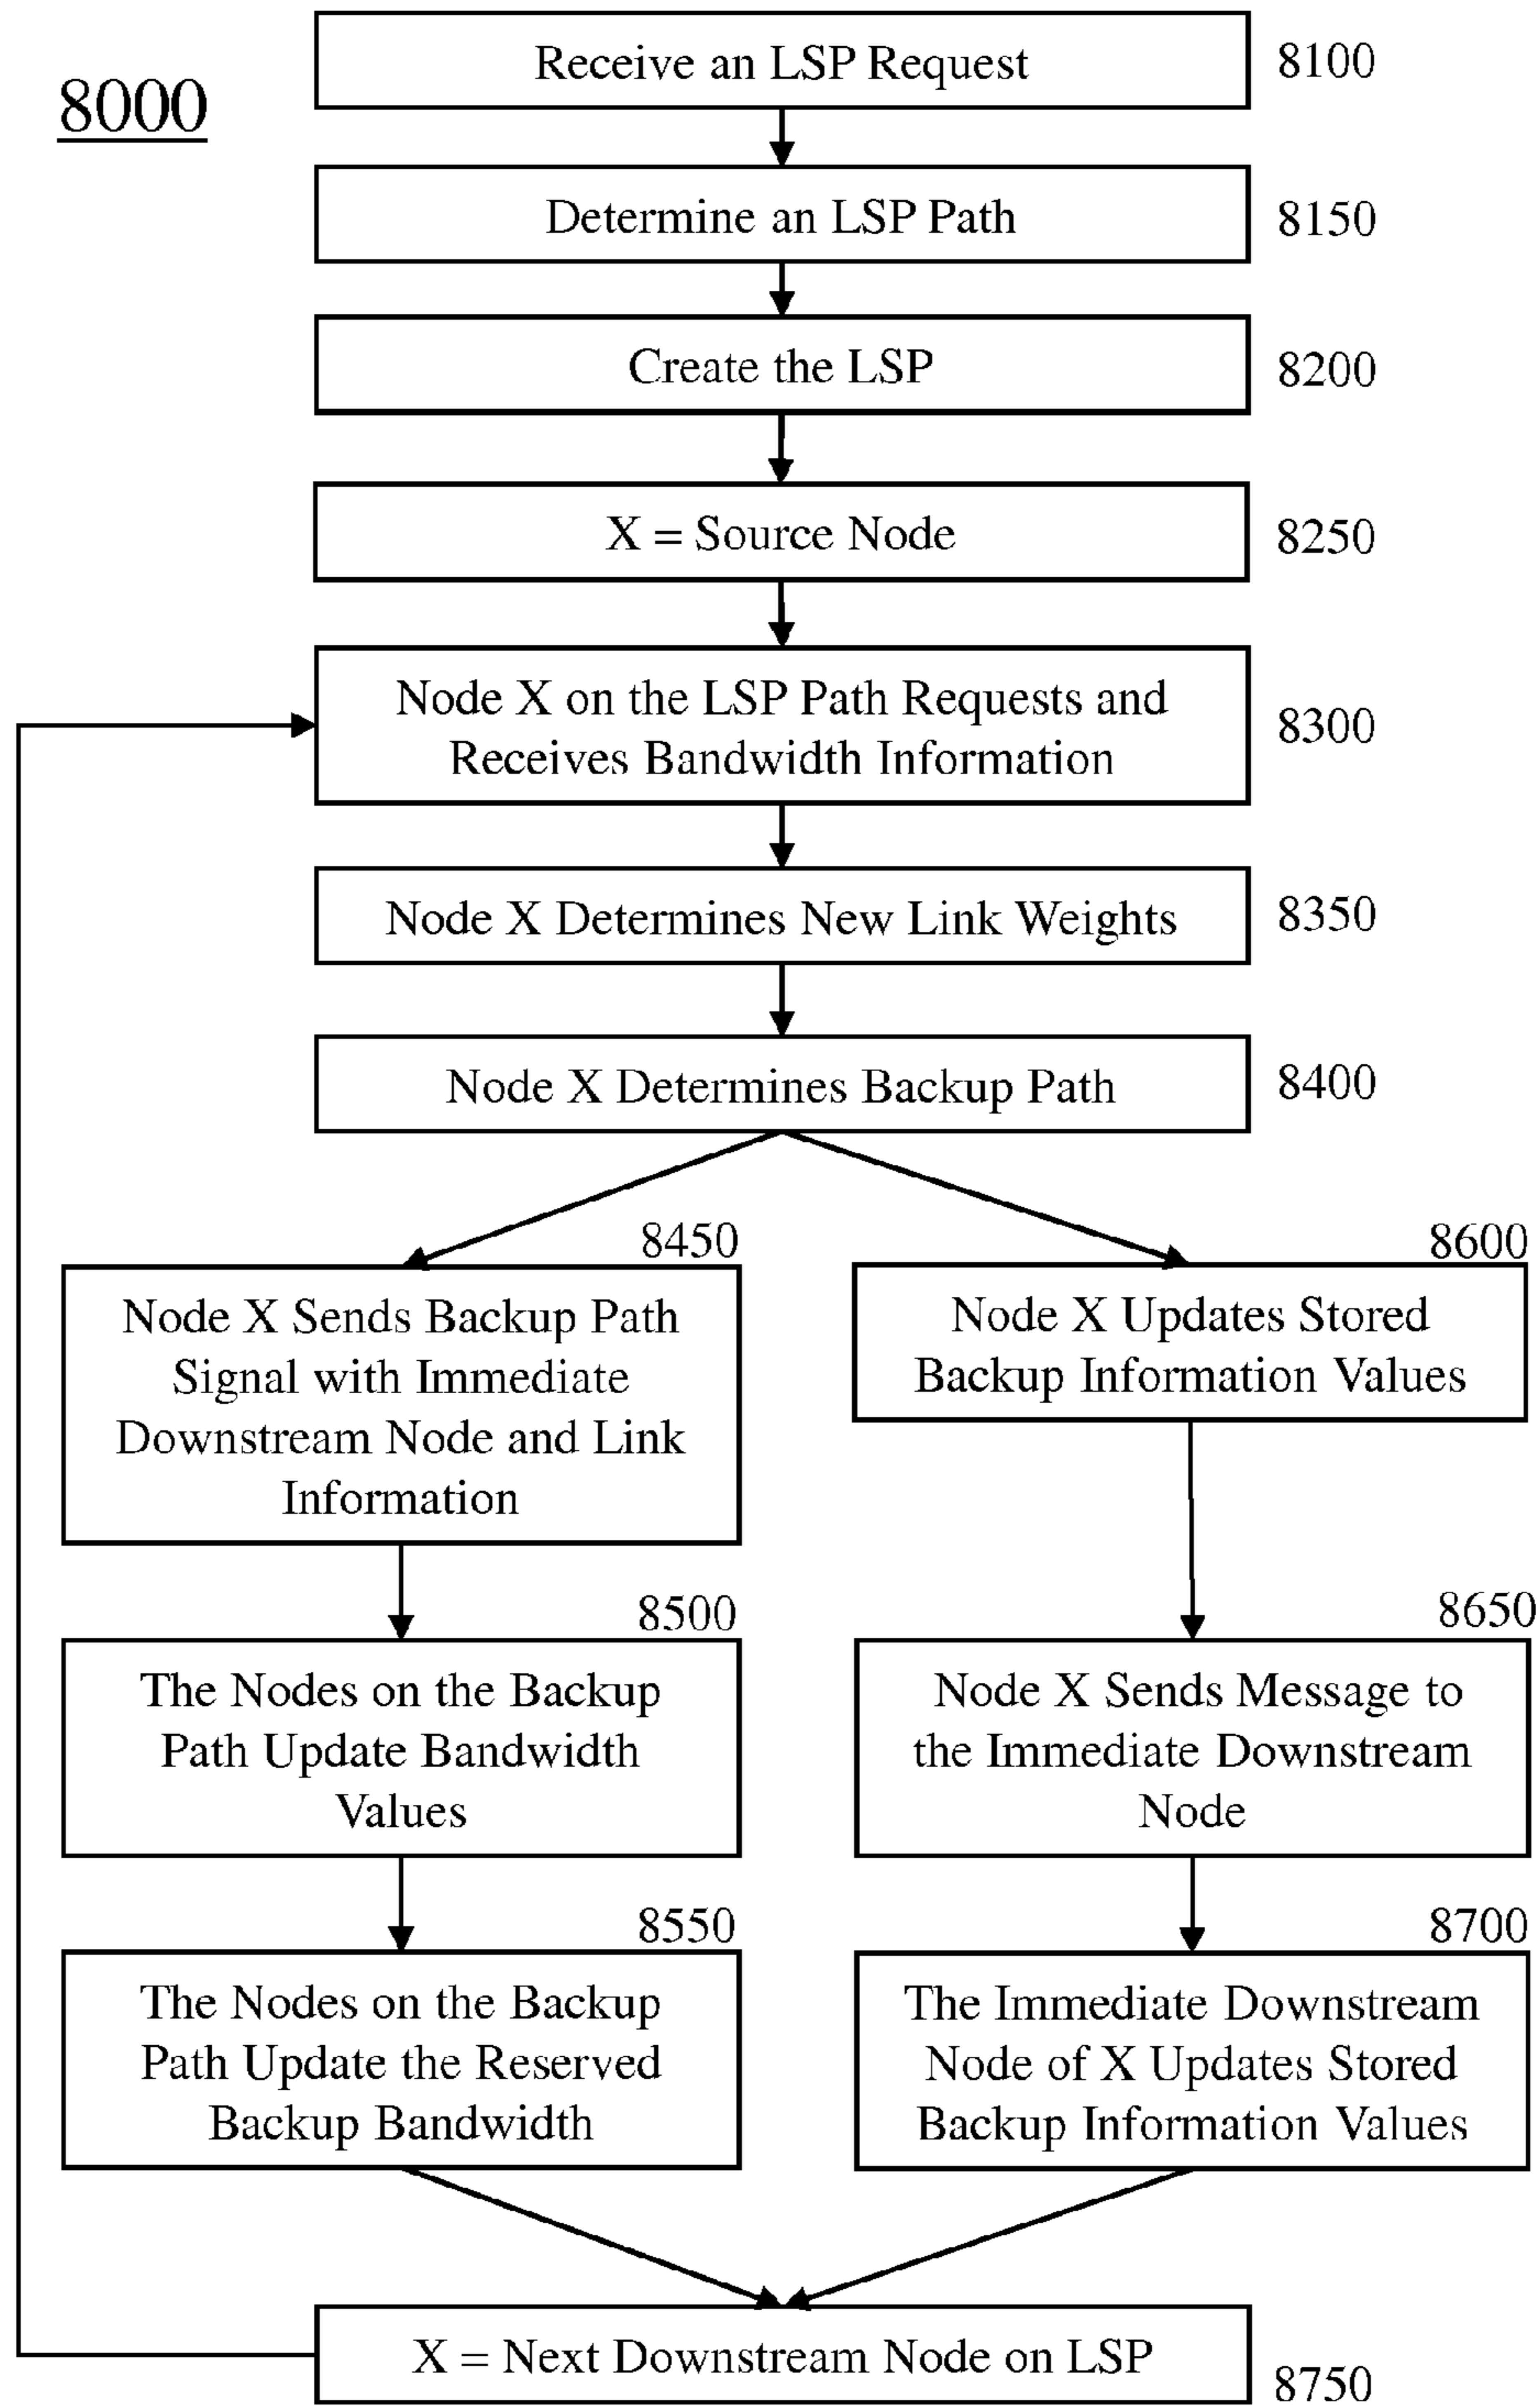 8000
Receive an LSP Request
8100
Determine an LSP Path
8150
Create the LSP
8200
X = Source Node
8250
Node X on the LSP Path Requests and
Receives Bandwidth Information
8300
Node X Determines New Link Weights
8350
Node X Determines Backup Path
8400
8450
Node X Sends Backup Path
Signal with Immediate
Downstream Node and Link
Information
8500
The Nodes on the Backup
Path Update Bandwidth
Values
8550
The Nodes on the Backup
Path Update the Reserved
Backup Bandwidth
8600
Node X Updates Stored
Backup Information Values
8650
Node X Sends Message to
the Immediate Downstream
Node
8700
The Immediate Downstream
Node of X Updates Stored
Backup Information Values
X = Next Downstream Node on LSP
8750